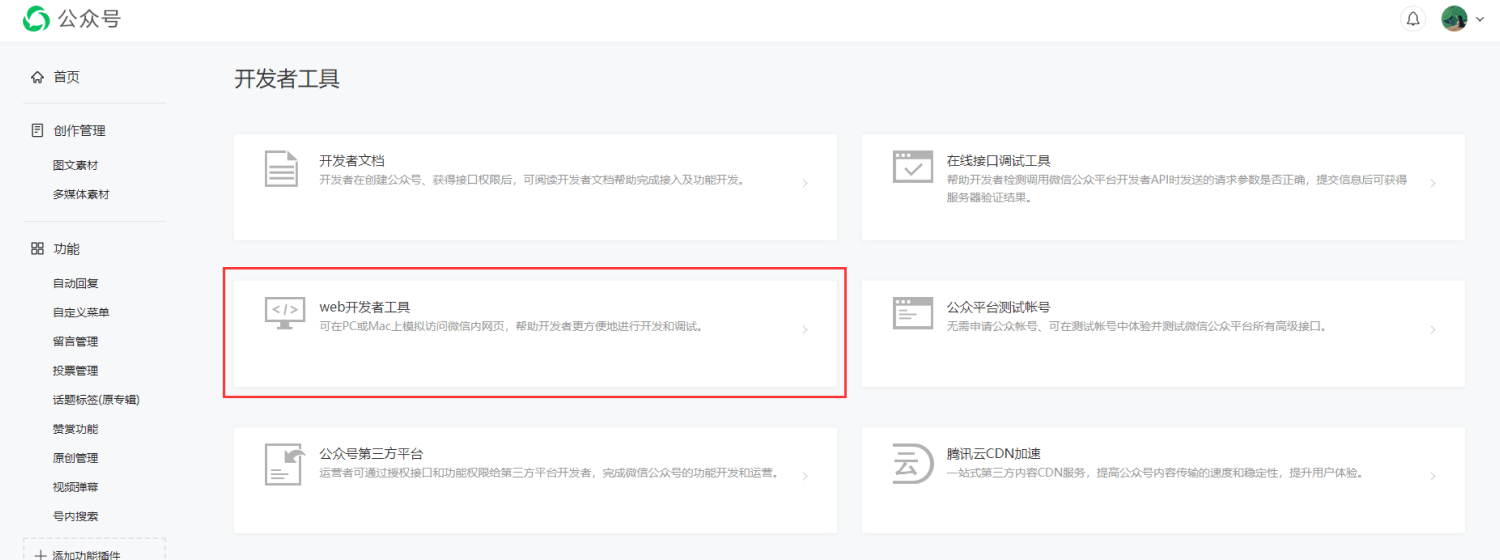 公众号
首页
创作管理
图文素材
多媒体素材
功能
自动回复
自定义菜单
留言管理
投票管理
话题标签(原专辑)
赞赏功能
原创管理
视频弹幕
号内搜索
添加功能插件
开发者工具
开发者文档
开发者在创建公众号、获得接口权限后，可阅读开发者文档帮助完成接入及功能开发。
在线接口调试工具
帮助开发者检测调用微信公众平台开发者API时发送的请求参数是否正确，提交信息后可获得
服务器验证结果。
web开发者工具
可在PC或Mac上模拟访问微信内网页，帮助开发者更方便地进行开发和调试。
公众平台测试帐号
无需申请公众帐号、可在测试帐号中体验并测试微信公众平台所有高级接口。
公众号第三方平台
运营者可通过授权接口和功能权限给第三方平台开发者，完成微信公众号的功能开发和运营。
云
腾讯云CDN加速
一站式第三方内容CDN服务，提高公众号内容传输的速度和稳定性，提升用户体验。